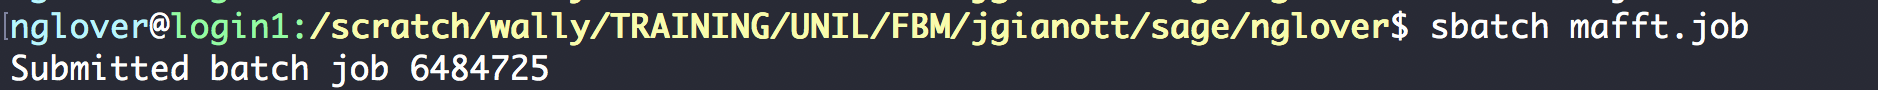 [nglover@login1:/scratch/wally/TRAINING/UNIL/FBM/jgianott/sage/nglover$ sbatch mafft.job
Submitted batch job 6484725